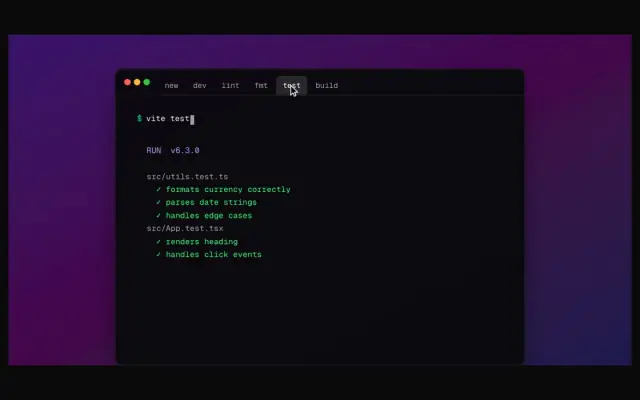 new dev lint fmt test build
$ vite test
RUN v6.3.0
src/utils.test.ts
✓ formats currency correctly
✓ parses date strings
✓ handles edge cases
src/App.test.tsx
✓ renders heading
✓ handles click events